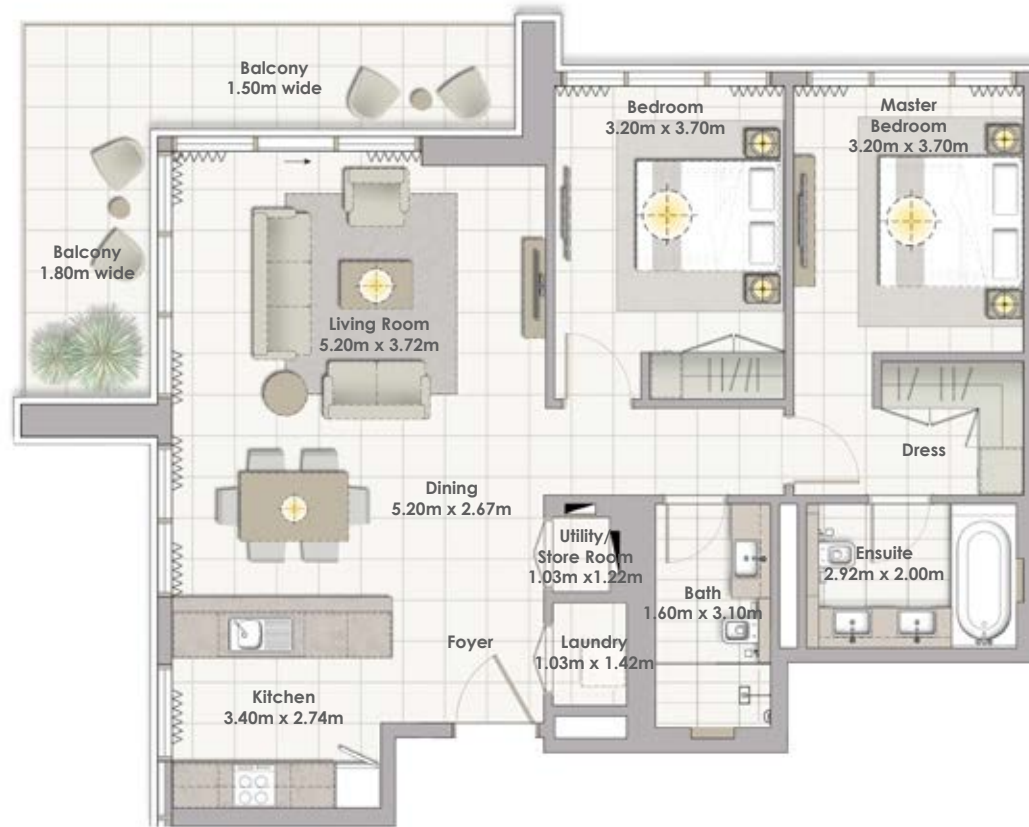 Balcony
1.50m wide
Bedroom
3.20m x 3.70m
Master
Bedroom
3.20m x 3.70m
Balcony
1.80m wide
Living Room
5.20m x 3.72m
Dress
Dining
5.20m x 2.67m
Utility/
Store Room
1.03m x1.22m
Ensuite
2.92m x 2.00m
Bath
1.60m x 3.10m
Foyer
Laundry
1.03m x 1.42m
Kitchen
3.40m x 2.74m